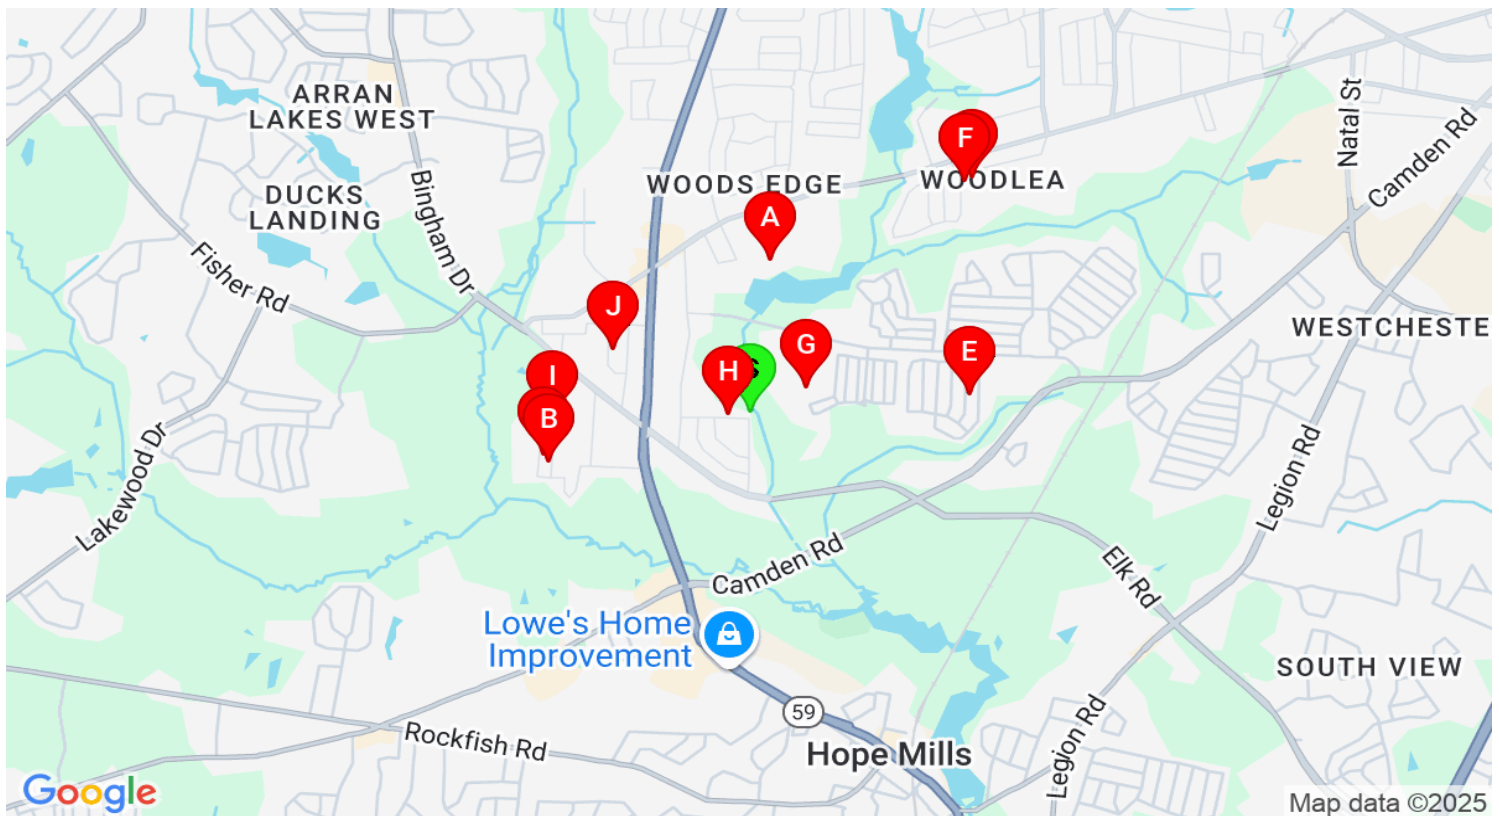 ARRAN
LAKES WEST
Natal St
Camden Rd
F
WOODS EDGE
WOODLEA
DUCKS
LANDING
Bingham Dr
A
Fisher Rd
J
WESTCHESTE
G
E
H
S
I
B
Lakewood Dr
Legion Rd
Camden Rd
Elk Rd
Lowe's Home
Improvement
SOUTH VIEW
59
Rockfish Rd
Hope Mills
Legion Rd
Google
Map data ©2025